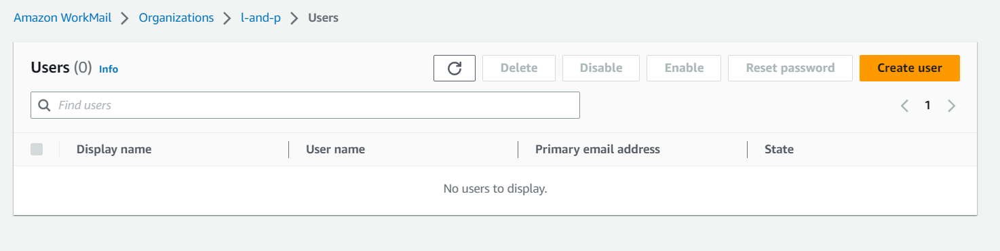 Amazon WorkMail > Organizations > l-and-p > Users
Users (0) Info Delete Disable Enable Reset password Create user
Find users 1
Display name User name Primary email address State
No users to display.